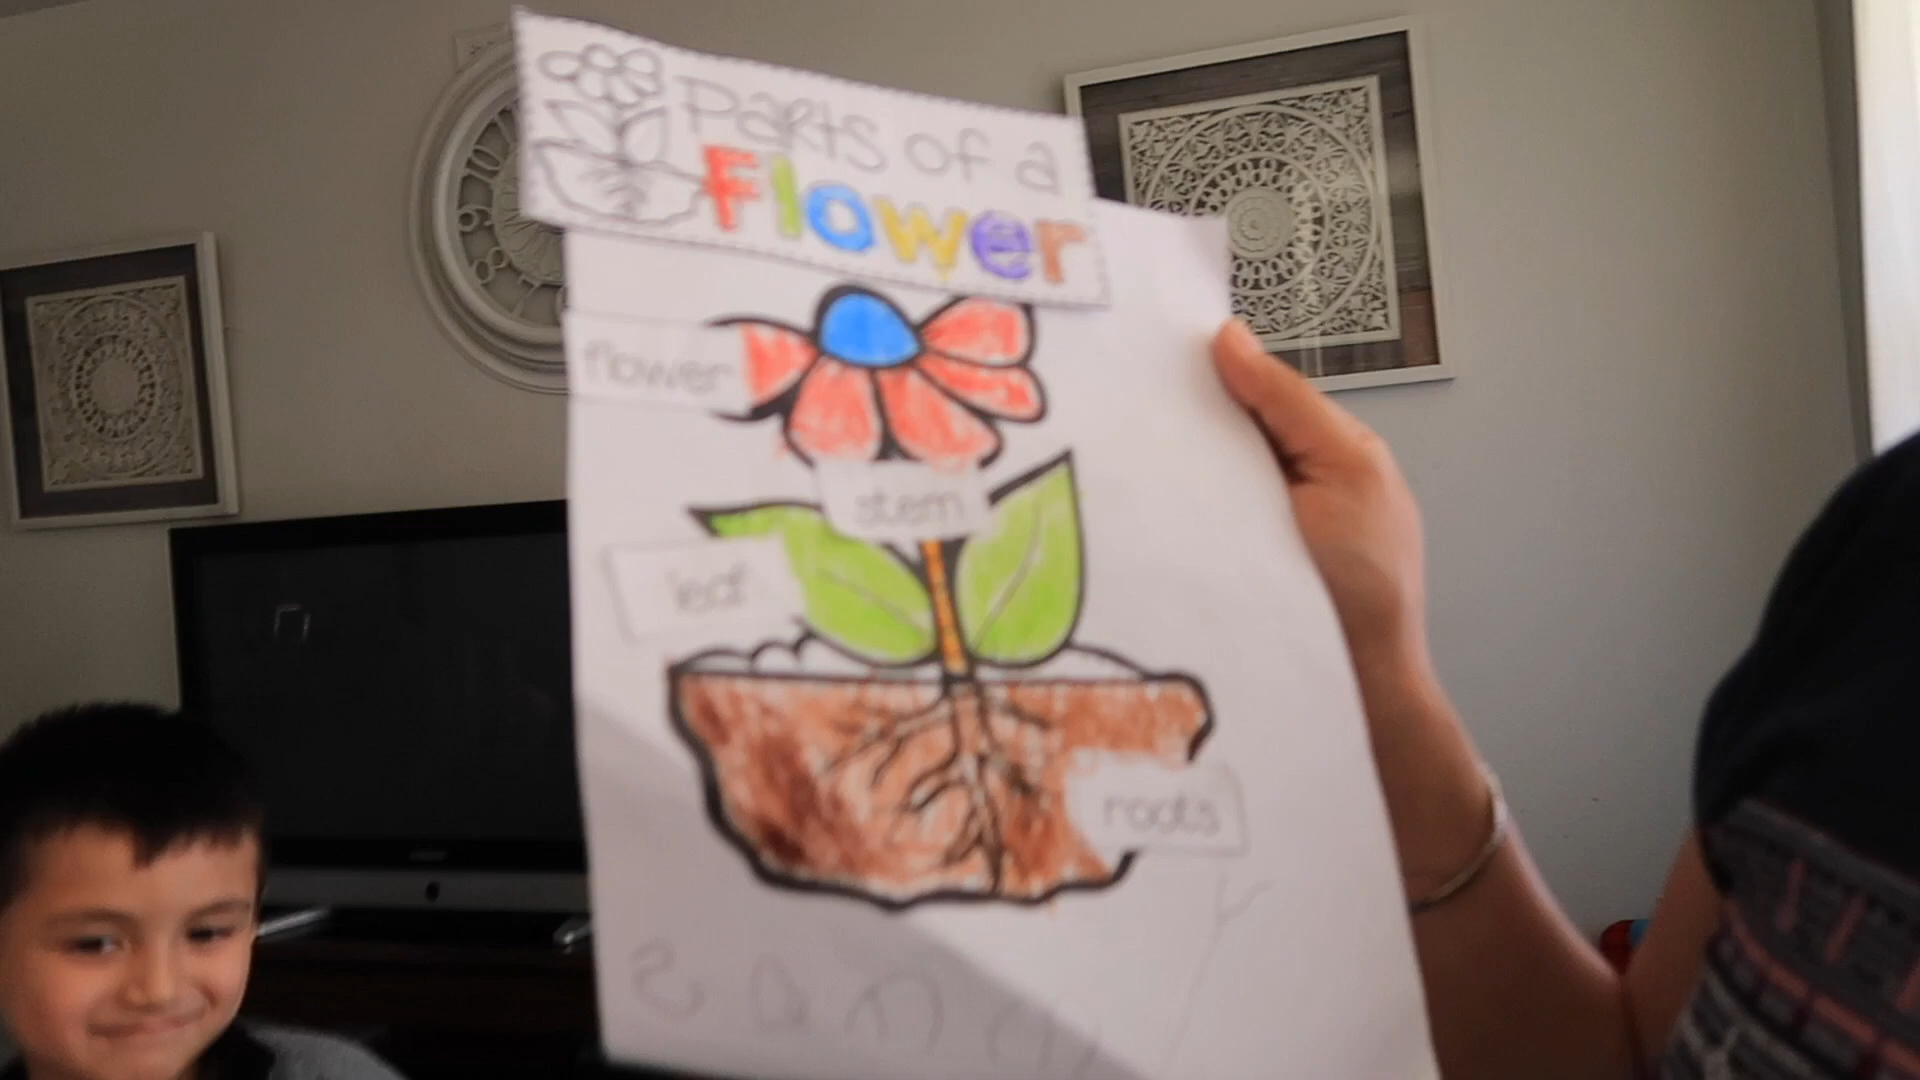 Parts of a
Flower
flower
stem
leaf
roots